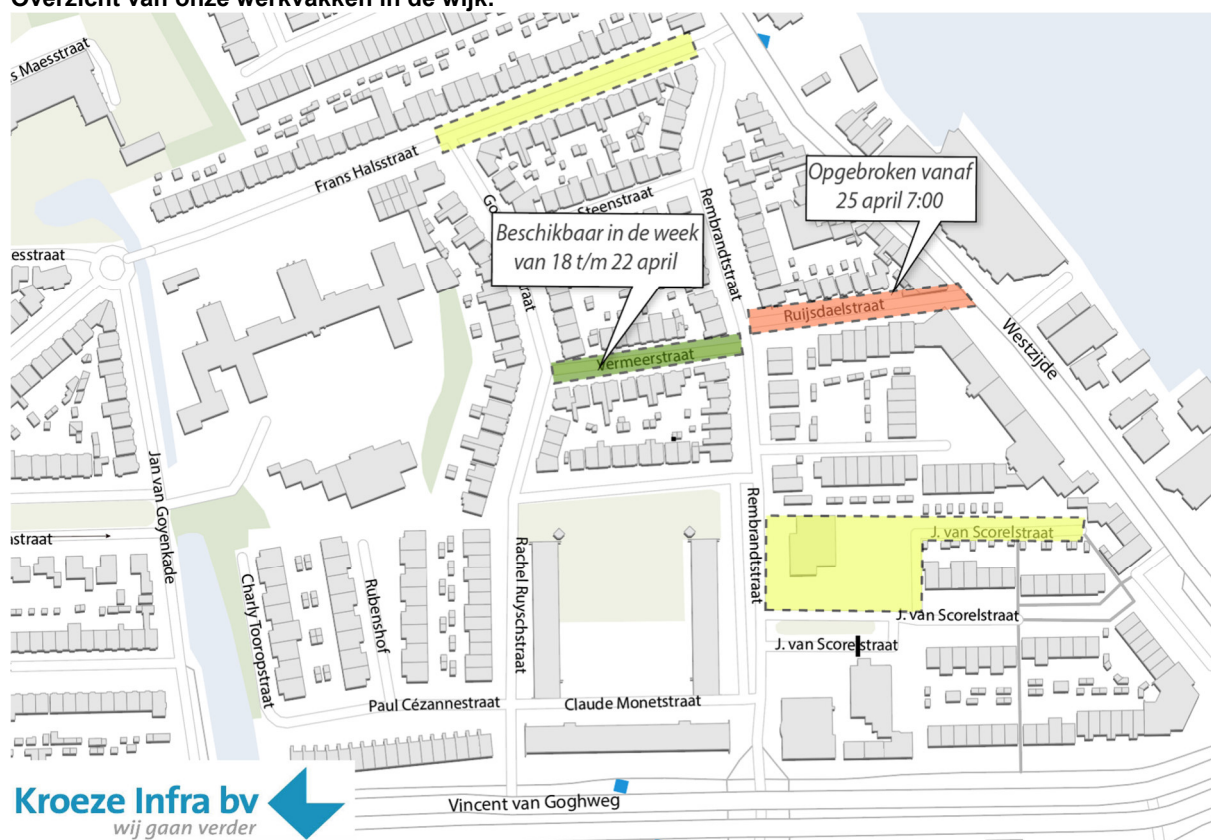 Overzicht van onze werkvakken in de wijk.
s Maesstraat
Frans Halsstraat
Opgebroken vanaf
25 april 7:00
Steenstraat
Go
Rembrandtstraat
Beschikbaar in de week
van 18 t/m 22 april
raat
esstraat
Ruijsdaelstraat
Westzijde
Vermeerstraat
Jan van Goyenkade
Rembrandtstraat
J. van Scorelstraat
nstraat
Rachel Ruyschstraat
Charly Tooropstraat
Rubenshof
J. van Scorelstraat
J. van Scorelstraat
Paul Cézannestraat
Claude Monetstraat
Kroeze Infra bv
wij gaan verder
Vincent van Goghweg